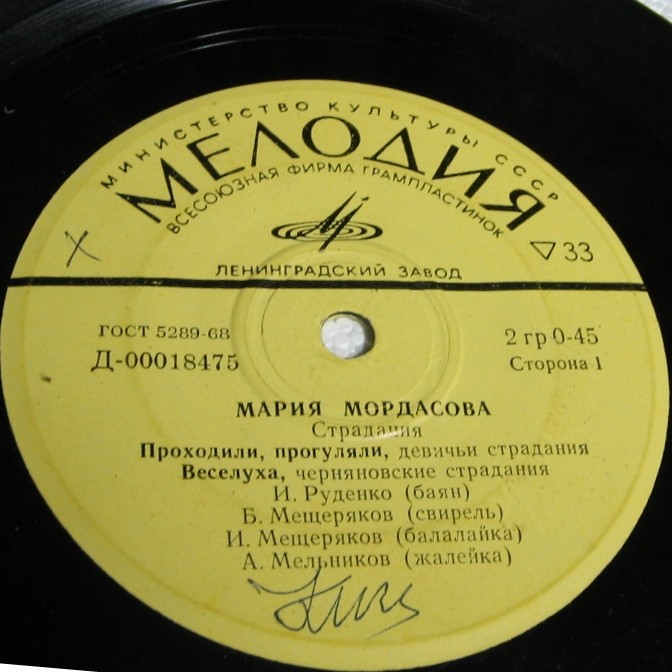 МИНИСТЕРСТВО КУЛЬТУРЫ СССР
МЕЛОДИЯ
ВСЕСОЮЗНАЯ ФИРМА ГРАМПЛАСТИНОК
33
ЛЕНИНГРАДСКИЙ ЗАВОД
ГОСТ 5289-68
2 гр 0-45
Д-00018475
Сторона 1
МАРИЯ МОРДАСОВА
Страдания
Проходили, прогуляли, девичьи страдания
Веселуха, черняновские страдания
И. Руденко (баян)
Б. Мещеряков (свирель)
И. Мещеряков (балалайка)
А. Мельников (жалейка)